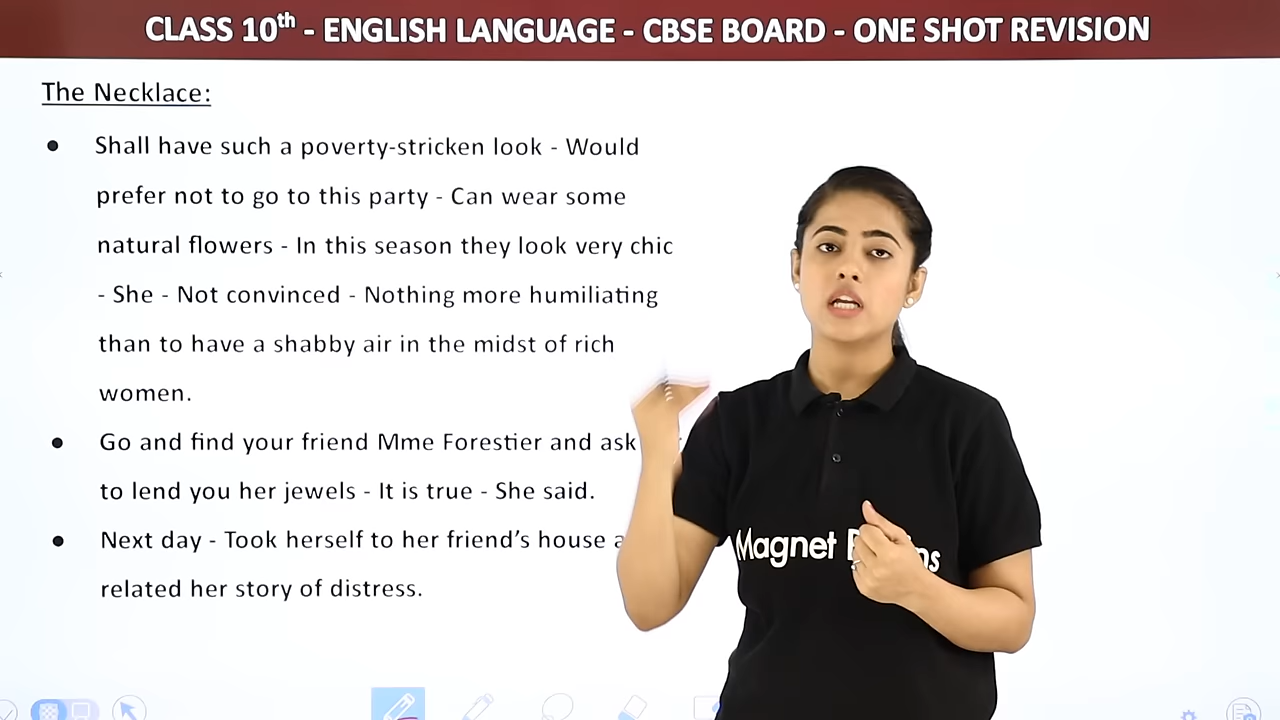 CLASS 10th - ENGLISH LANGUAGE - CBSE BOARD - ONE SHOT REVISION
The Necklace:
● Shall have such a poverty-stricken look - Would
prefer not to go to this party - Can wear some
natural flowers - In this season they look very chic
- She - Not convinced - Nothing more humiliating
than to have a shabby air in the midst of rich
women.
● Go and find your friend Mme Forestier and ask
to lend you her jewels - It is true - She said.
● Next day - Took herself to her friend's house
related her story of distress.
Magnet